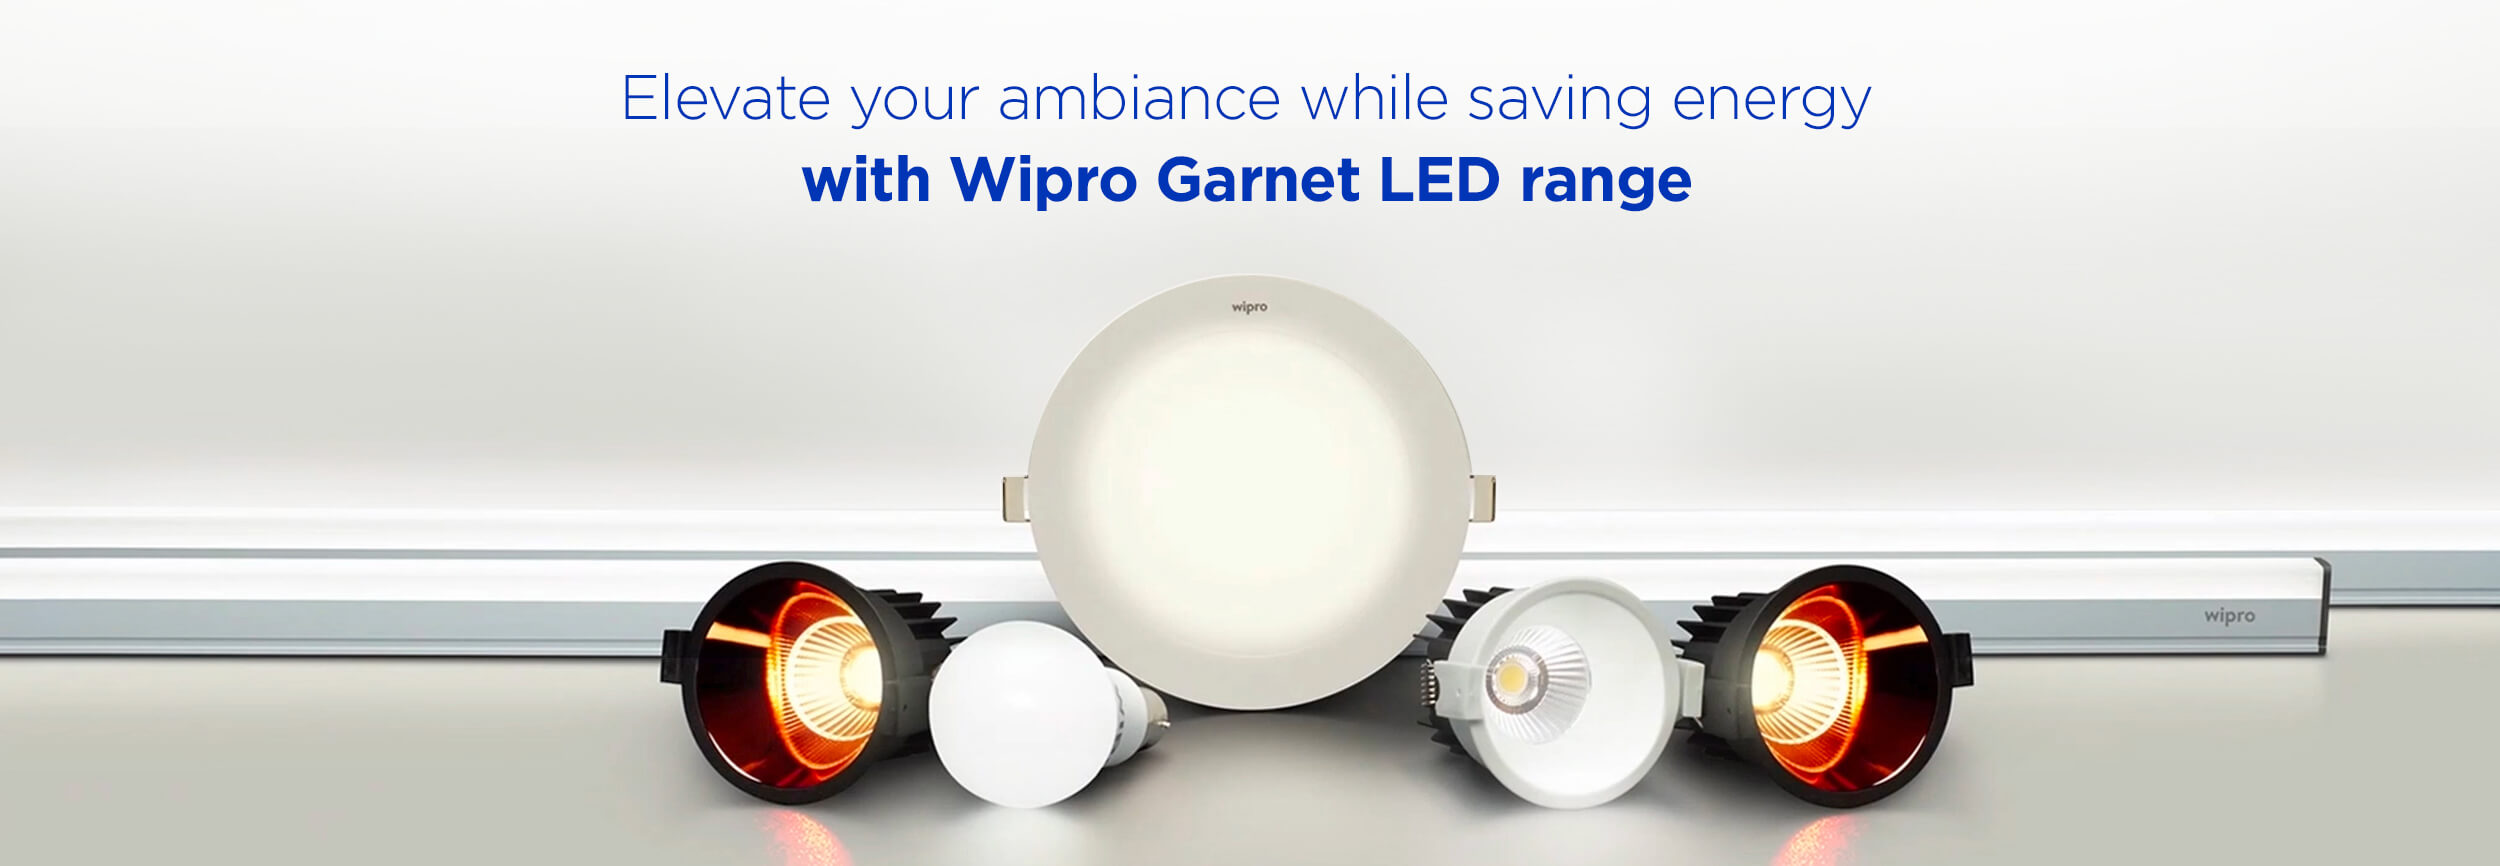 Elevate your ambiance while saving energy
with Wipro Garnet LED range
wipro
wipro